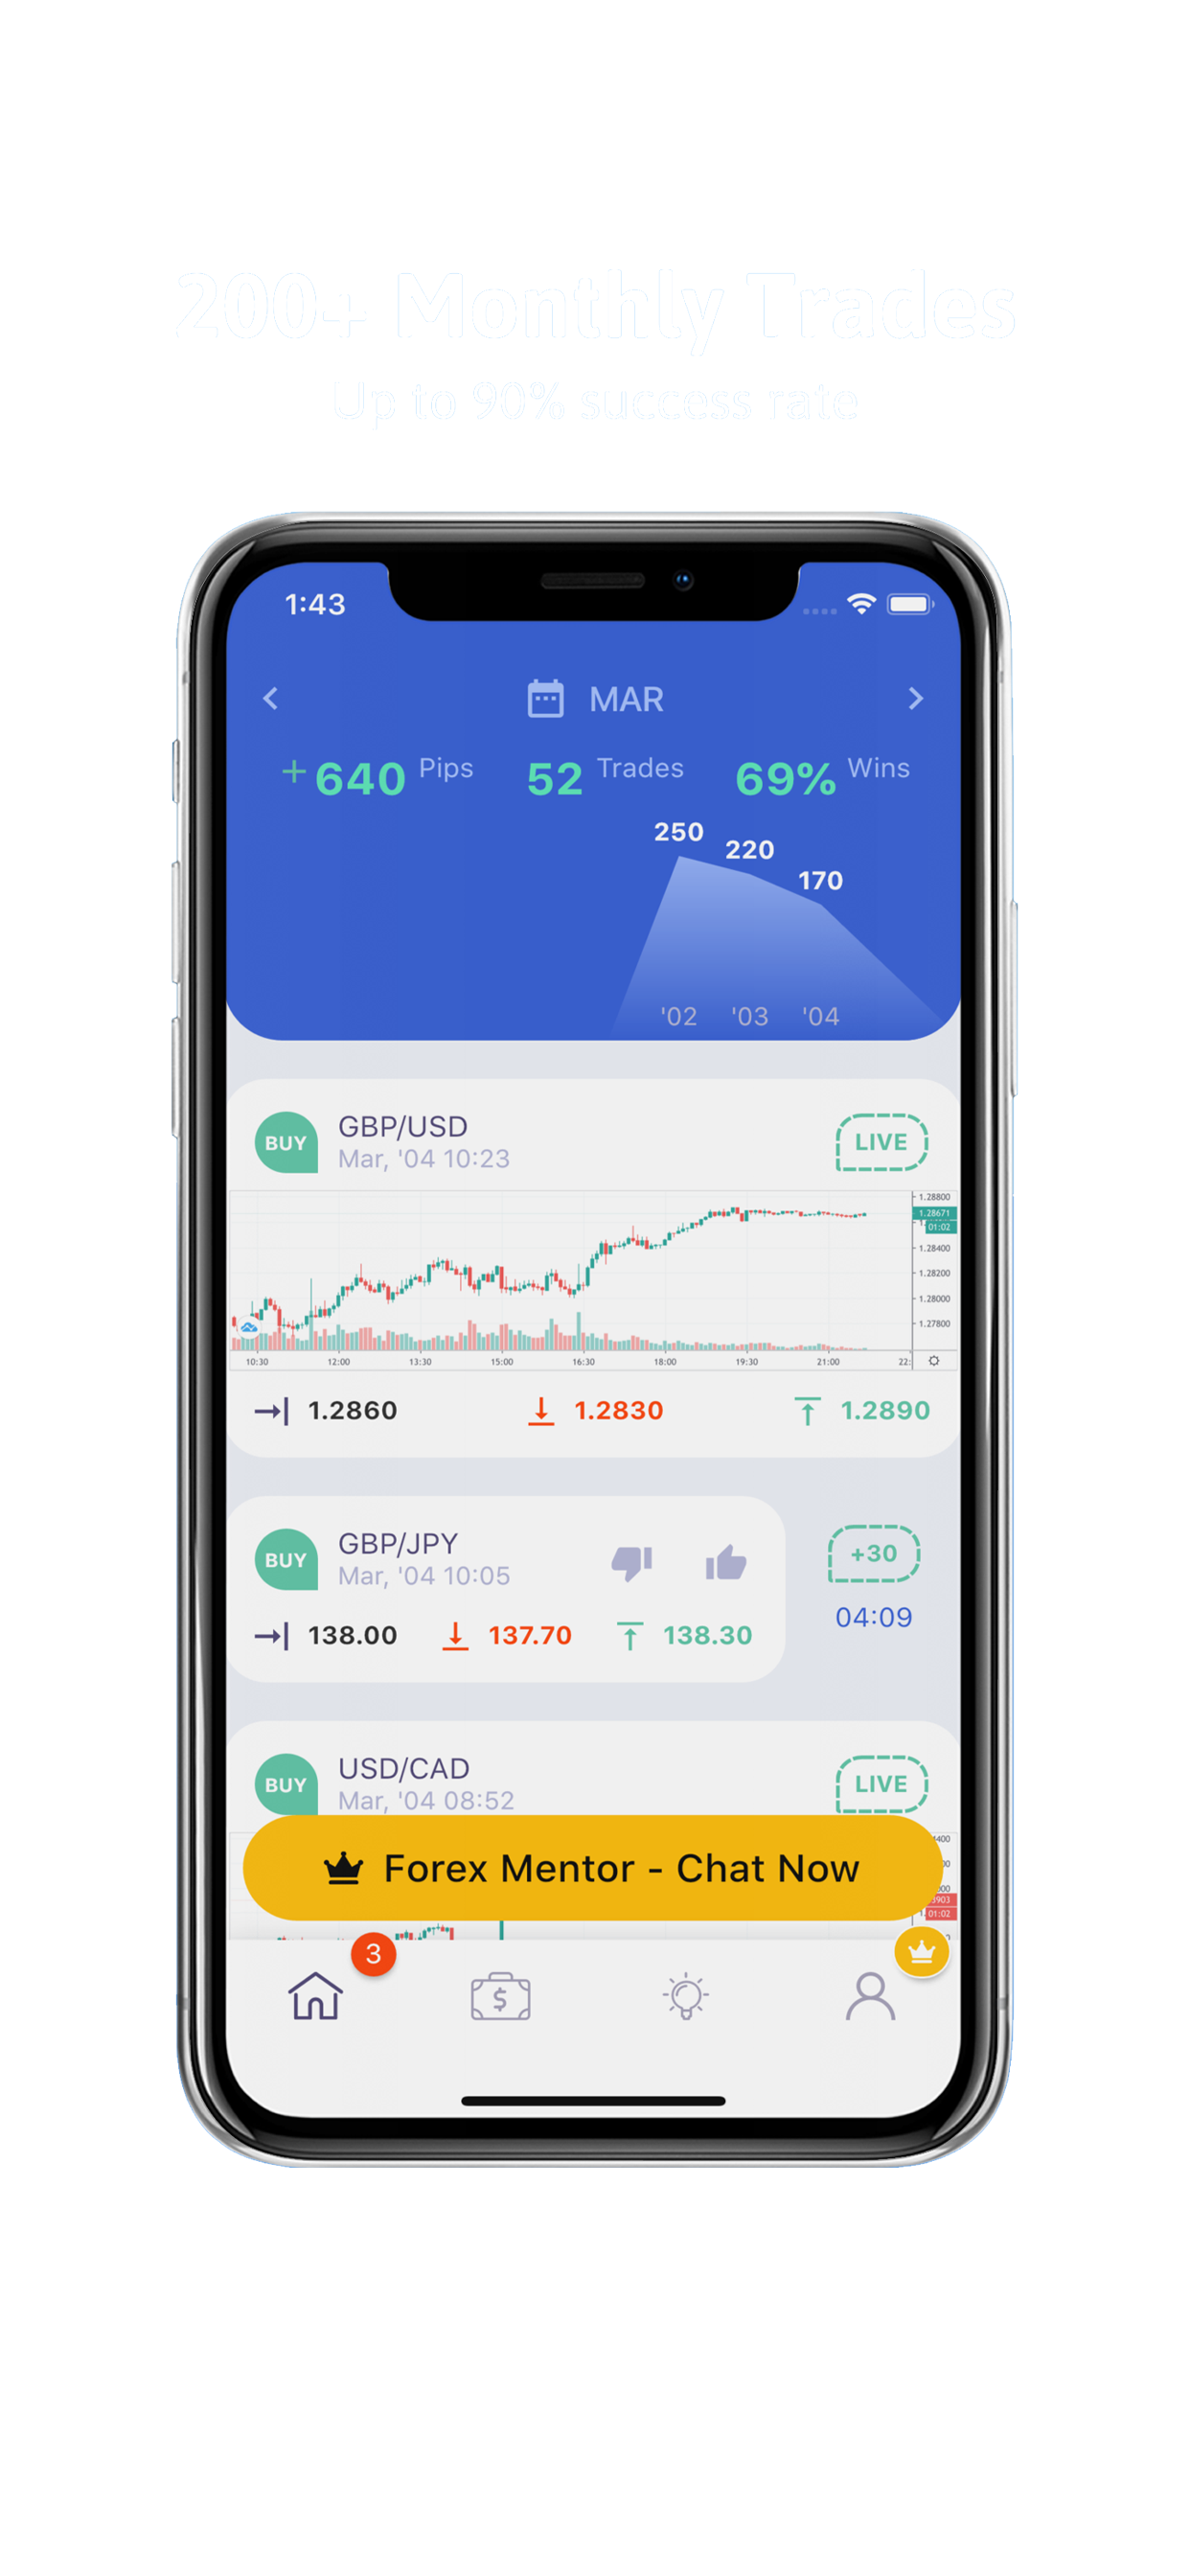 200+ Monthly Trades
Up to 90% success rate
1:43
MAR
+640 Pips 52 Trades 69% Wins
250
220
170
'02 '03 '04
BUY GBP/USD LIVE
Mar, '04 10:23
1.28800
1.28671
01:02
1.28400
1.28200
1.28000
1.27800
10:30 12:00 13:30 15:00 16:30 18:00 19:30 21:00 22:
1.2860 1.2830 1.2890
BUY GBP/JPY +30
Mar, '04 10:05
04:09
138.00 137.70 138.30
BUY USD/CAD LIVE
Mar, '04 08:52
Forex Mentor - Chat Now
01:02
3
$